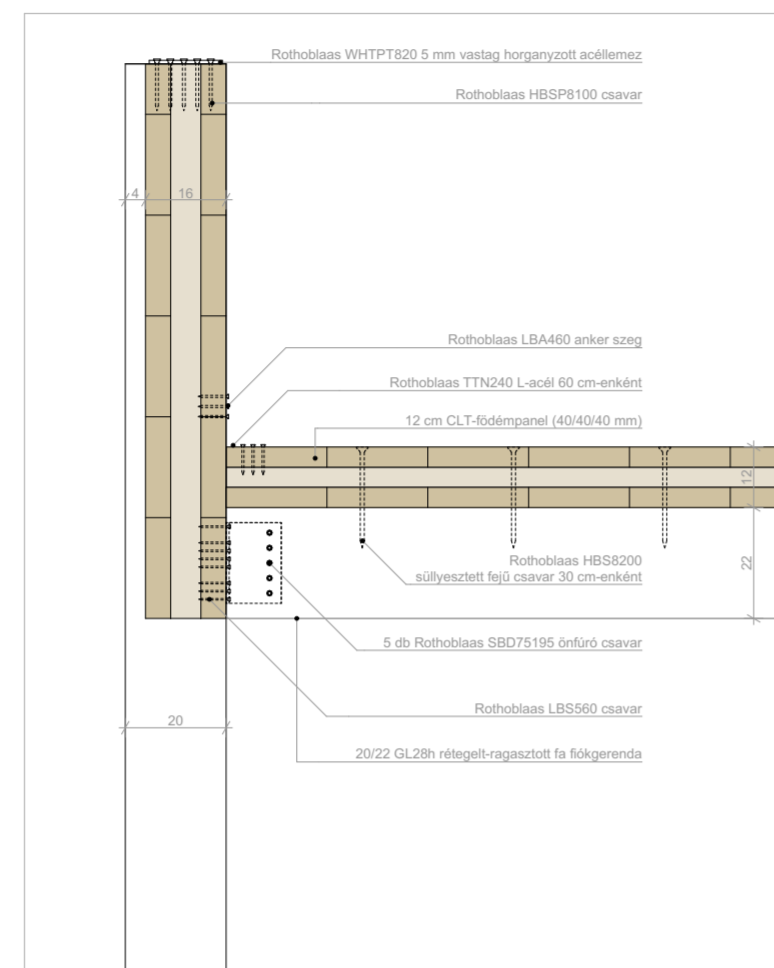 Rothoblaas WHTPT820 5 mm vastag horganyzott acéllemez
Rothoblaas HBSP8100 csavar
4
16
Rothoblaas LBA460 anker szeg
Rothoblaas TTN240 L-acél 60 cm-enként
12 cm CLT-födémpanel (40/40/40 mm)
12
Rothoblaas HBS8200
süllyesztett fejű csavar 30 cm-enként
22
5 db Rothoblaas SBD75195 önfúró csavar
Rothoblaas LBS560 csavar
20
20/22 GL28h rétegelt-ragasztott fa fiókgerenda